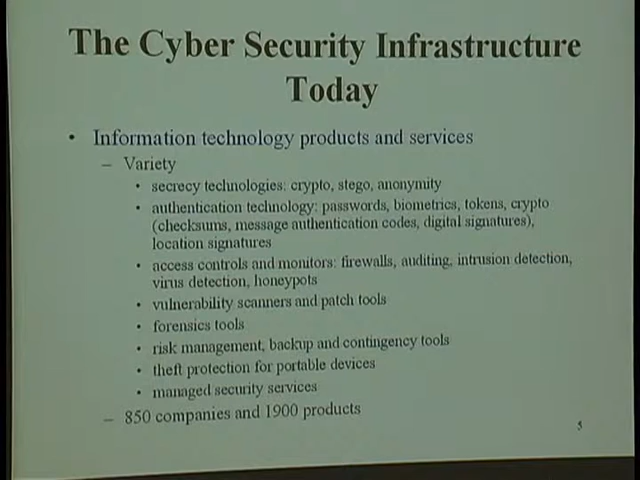 The Cyber Security Infrastructure
Today
• Information technology products and services
– Variety
• secrecy technologies: crypto, stego, anonymity
• authentication technology: passwords, biometrics, tokens, crypto
(checksums, message authentication codes, digital signatures),
location signatures
• access controls and monitors: firewalls, auditing, intrusion detection,
virus detection, honeypots
• vulnerability scanners and patch tools
• forensics tools
• risk management, backup and contingency tools
• theft protection for portable devices
• managed security services
– 850 companies and 1900 products
5